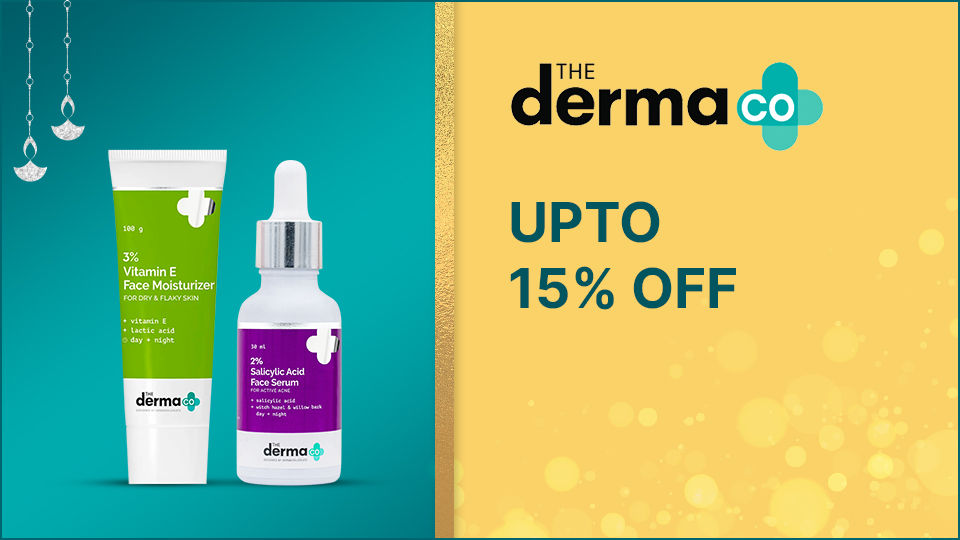 100 g
3%
Vitamin E
Face Moisturizer
FOR DRY & FLAKY SKIN
+ vitamin E
+ lactic acid
day + night
THE
derma co
30 ml
2%
Salicylic Acid
Face Serum
FOR ACTIVE ACNE
+ salicylic acid
+ witch hazel & willow bark
day + night
THE
derma co
THE
derma co
UPTO
15% OFF